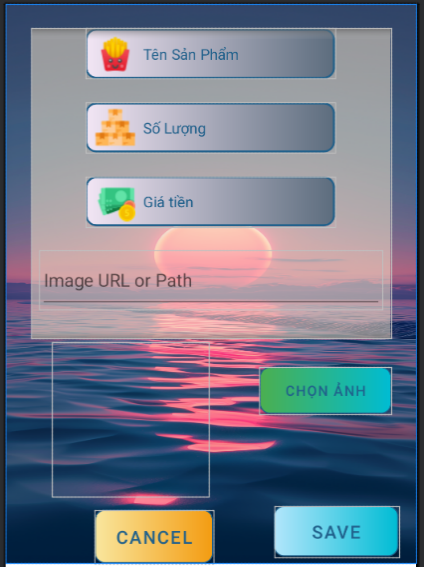 Tên Sản Phẩm
Số Lượng
Giá tiền
Image URL or Path
CHỌN ẢNH
CANCEL
SAVE